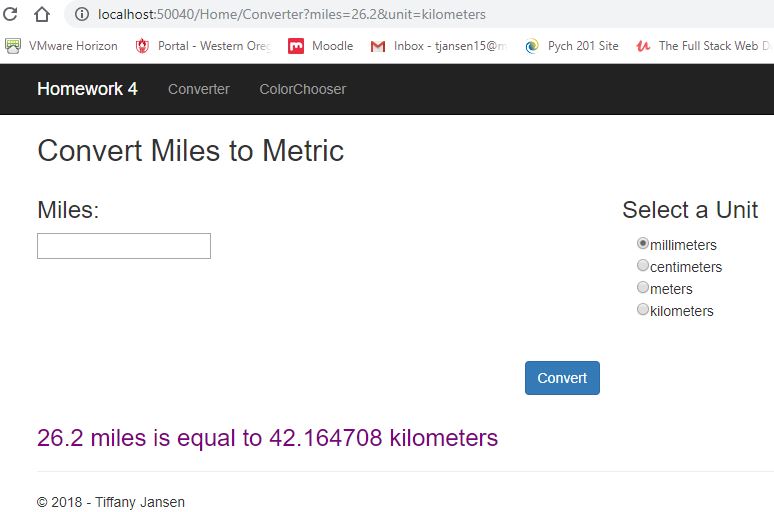 localhost:50040/Home/Converter?miles=26.2&unit=kilometers
VMware Horizon Portal - Western Moodle Inbox - Pych 201 Site The Full Stack Web
Homework 4 Converter ColorChooser
Convert Miles to Metric
Miles: Select a Unit
millimeters
centimeters
meters
kilometers
Convert
26.2 miles is equal to 42.164708 kilometers
© 2018 - Tiffany Jansen